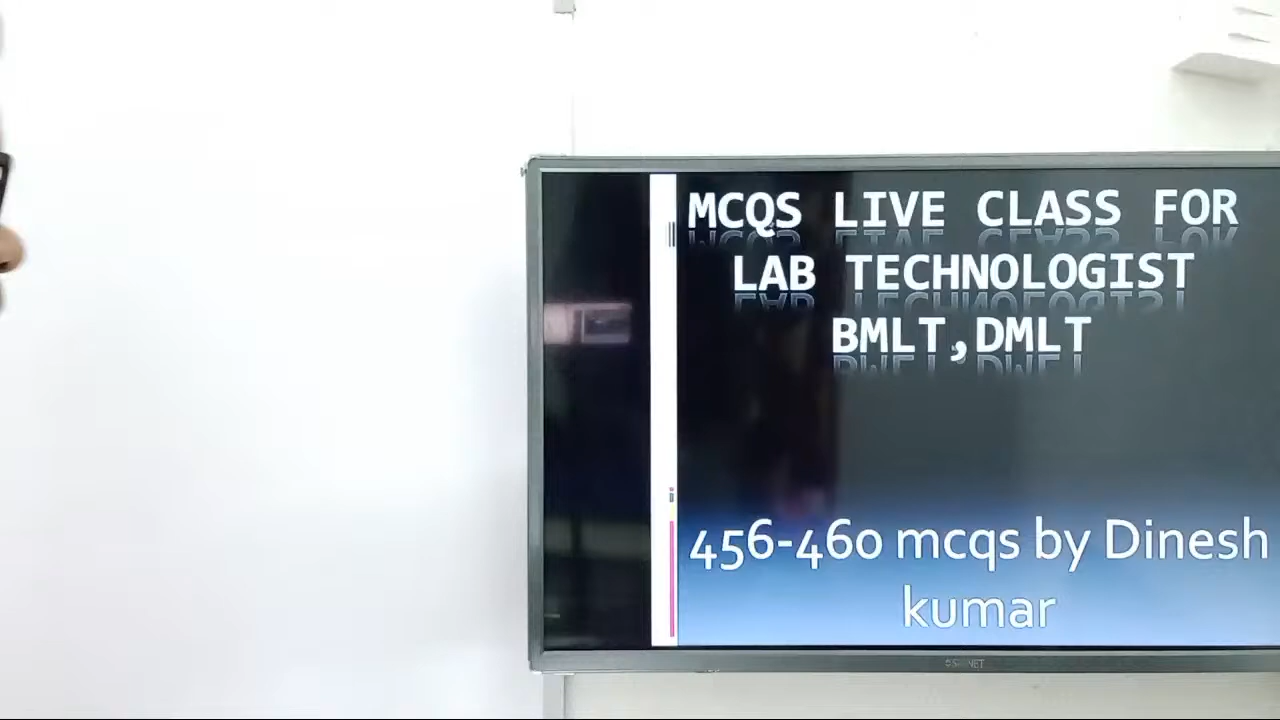 MCQS LIVE CLASS FOR
LAB TECHNOLOGIST
BMLT,DMLT
456-460 mcqs by Dinesh
kumar